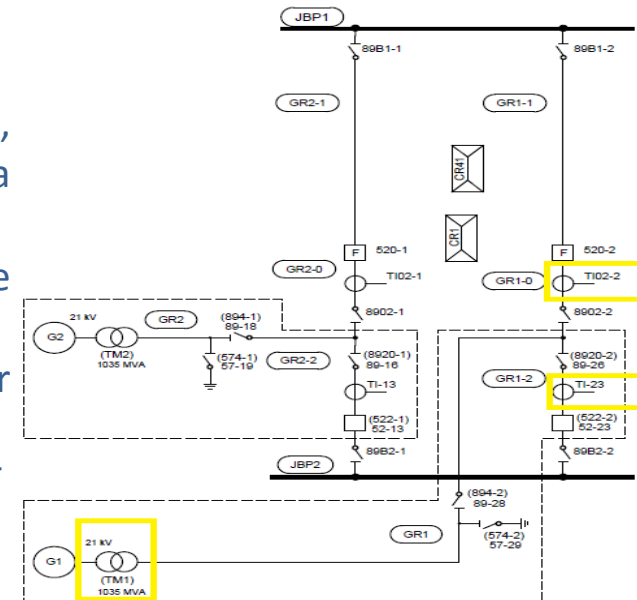 JBP1
89B1-1
89B1-2
GR2-1
GR1-1
,
a
CR41
CR1
520-1
520-2
F
F
GR2-0
TI02-1
GR1-0
TI02-2
e
8902-1
8902-2
21 kV
GR2
(894-1)
89-18
G2
(TM2)
1035 MVA
(574-1)
57-19
GR2-2
(8920-1)
89-16
(8920-2)
89-26
r
TI-13
GR1-2
TI-23
(522-1)
52-13
(522-2)
52-23
.
JBP2
89B2-1
89B2-2
(894-2)
89-28
GR1
(574-2)
57-29
21 kV
G1
(TM1)
1035 MVA